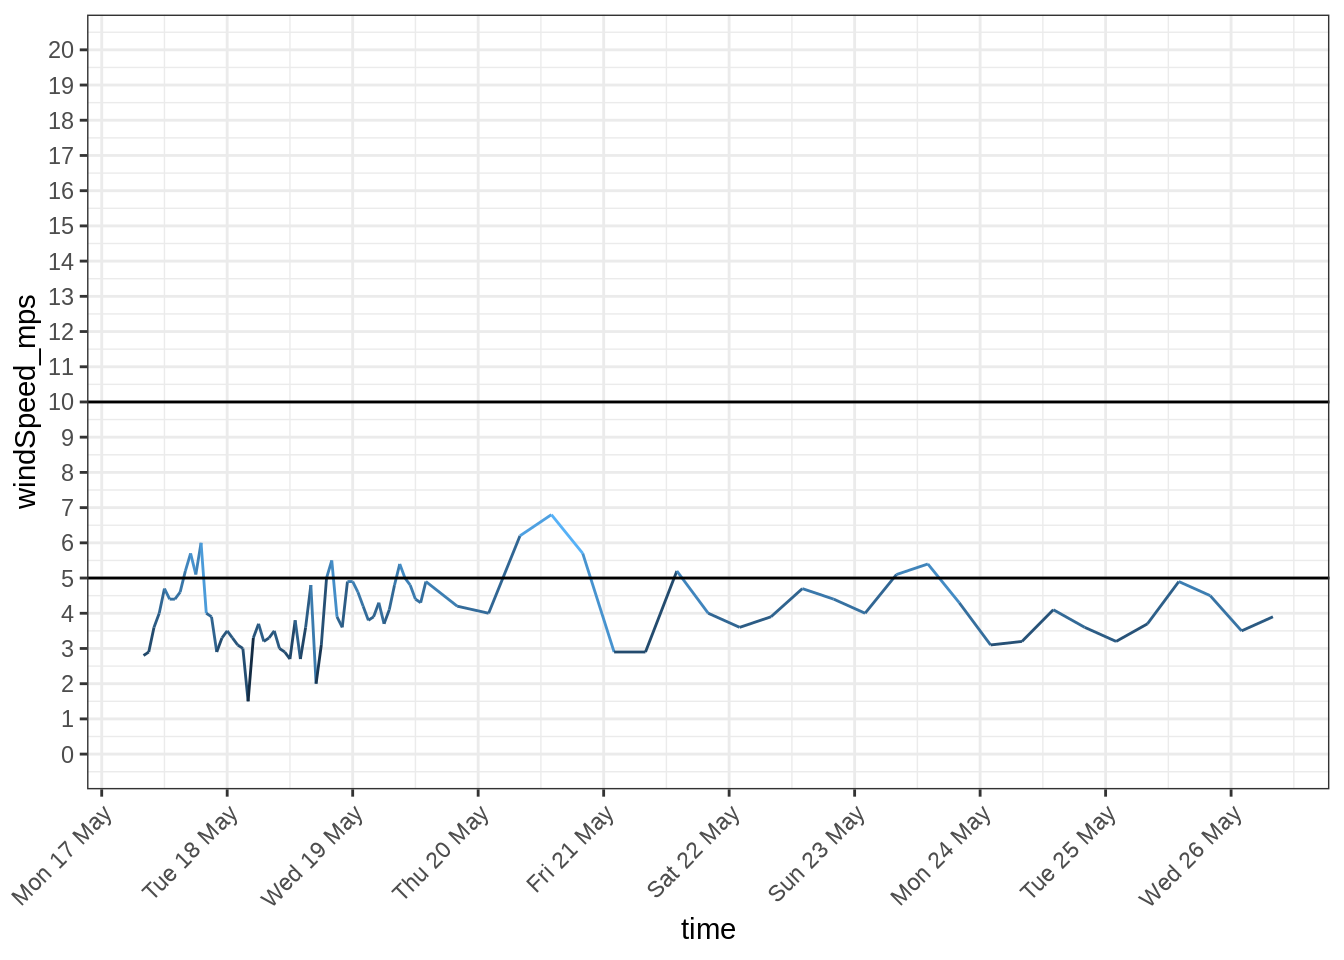 windSpeed_mps
20
19
18
17
16
15
14
13
12
11
10
9
8
7
6
5
4
3
2
1
0
Mon 17 May
Tue 18 May
Wed 19 May
Thu 20 May
Fri 21 May
Sat 22 May
Sun 23 May
Mon 24 May
Tue 25 May
Wed 26 May
time